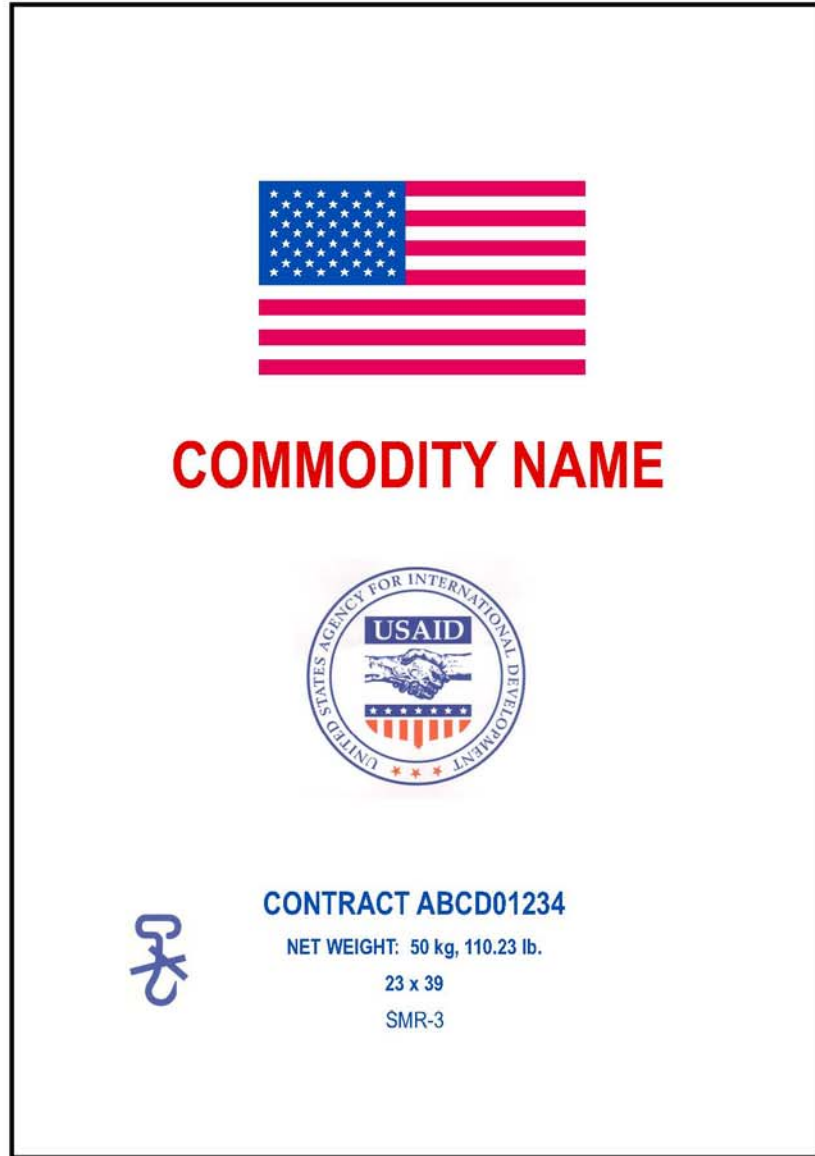 COMMODITY NAME
UNITED STATES AGENCY FOR INTERNATIONAL DEVELOPMENT
USAID
CONTRACT ABCD01234
NET WEIGHT: 50 kg, 110.23 lb.
23 x 39
SMR-3